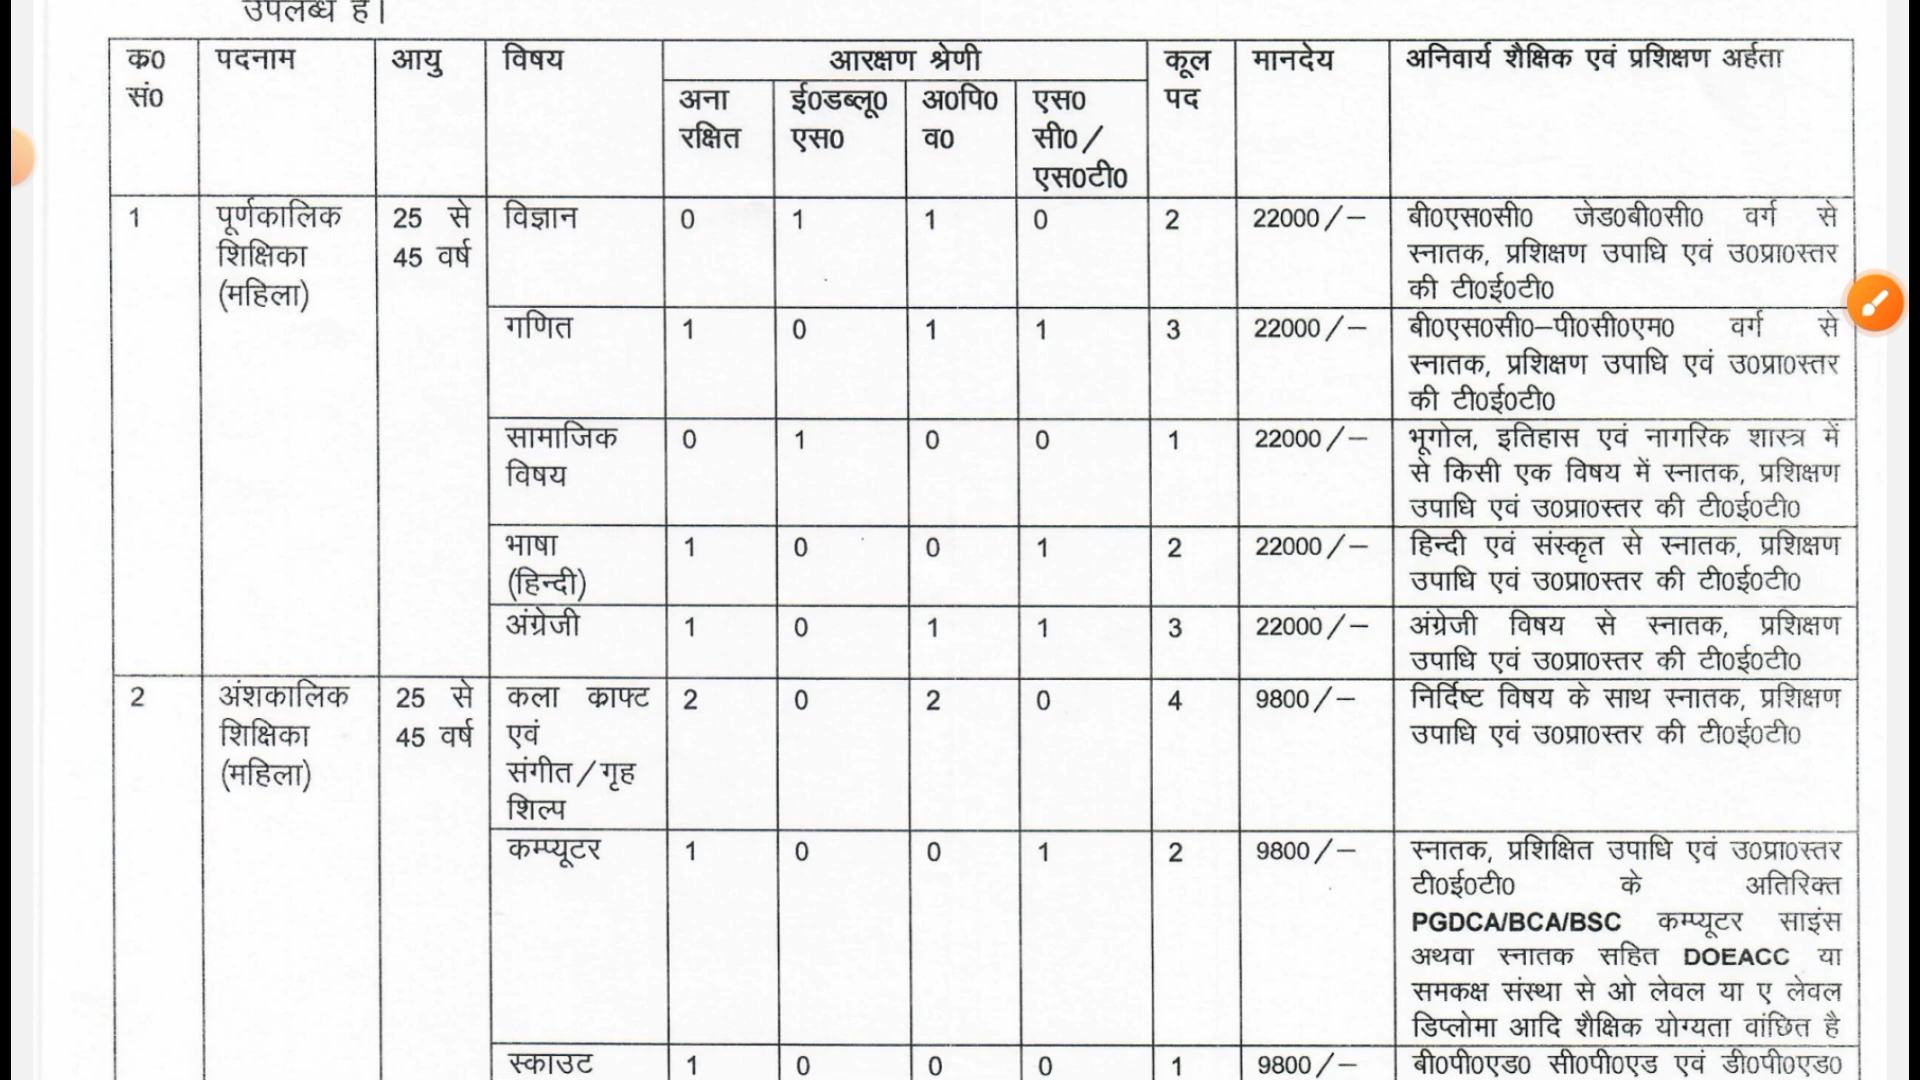 उपलब्ध है।
क0 सं0 पदनाम आयु विषय आरक्षण श्रेणी कूल पद मानदेय अनिवार्य शैक्षिक एवं प्रशिक्षण अर्हता
अना रक्षित ई0डब्लू0 एस0 अ0पि0 व0 एस0 सी0/ एस0टी0
1 पूर्णकालिक शिक्षिका (महिला) 25 से 45 वर्ष विज्ञान 0 1 1 0 2 22000/– बी0एस0सी0 जेड0बी0सी0 वर्ग से
स्नातक, प्रशिक्षण उपाधि एवं उ0प्रा0स्तर
की टी0ई0टी0
गणित 1 0 1 1 3 22000/– बी0एस0सी0–पी0सी0एम0 वर्ग से
स्नातक, प्रशिक्षण उपाधि एवं उ0प्रा0स्तर
की टी0ई0टी0
सामाजिक विषय 0 1 0 0 1 22000/– भूगोल, इतिहास एवं नागरिक शास्त्र में
से किसी एक विषय में स्नातक, प्रशिक्षण
उपाधि एवं उ0प्रा0स्तर की टी0ई0टी0
भाषा (हिन्दी) 1 0 0 1 2 22000/– हिन्दी एवं संस्कृत से स्नातक, प्रशिक्षण
उपाधि एवं उ0प्रा0स्तर की टी0ई0टी0
अंग्रेजी 1 0 1 1 3 22000/– अंग्रेजी विषय से स्नातक, प्रशिक्षण
उपाधि एवं उ0प्रा0स्तर की टी0ई0टी0
2 अंशकालिक शिक्षिका (महिला) 25 से 45 वर्ष कला क्राफ्ट एवं संगीत/गृह शिल्प 2 0 2 0 4 9800/– निर्दिष्ट विषय के साथ स्नातक, प्रशिक्षण
उपाधि एवं उ0प्रा0स्तर की टी0ई0टी0
कम्प्यूटर 1 0 0 1 2 9800/– स्नातक, प्रशिक्षित उपाधि एवं उ0प्रा0स्तर
टी0ई0टी0 के अतिरिक्त
PGDCA/BCA/BSC कम्प्यूटर साइंस
अथवा स्नातक सहित DOEACC या
समकक्ष संस्था से ओ लेवल या ए लेवल
डिप्लोमा आदि शैक्षिक योग्यता वांछित है
स्काउट 1 0 0 0 1 9800/– बी0पी0एड0 सी0पी0एड एवं डी0पी0एड0